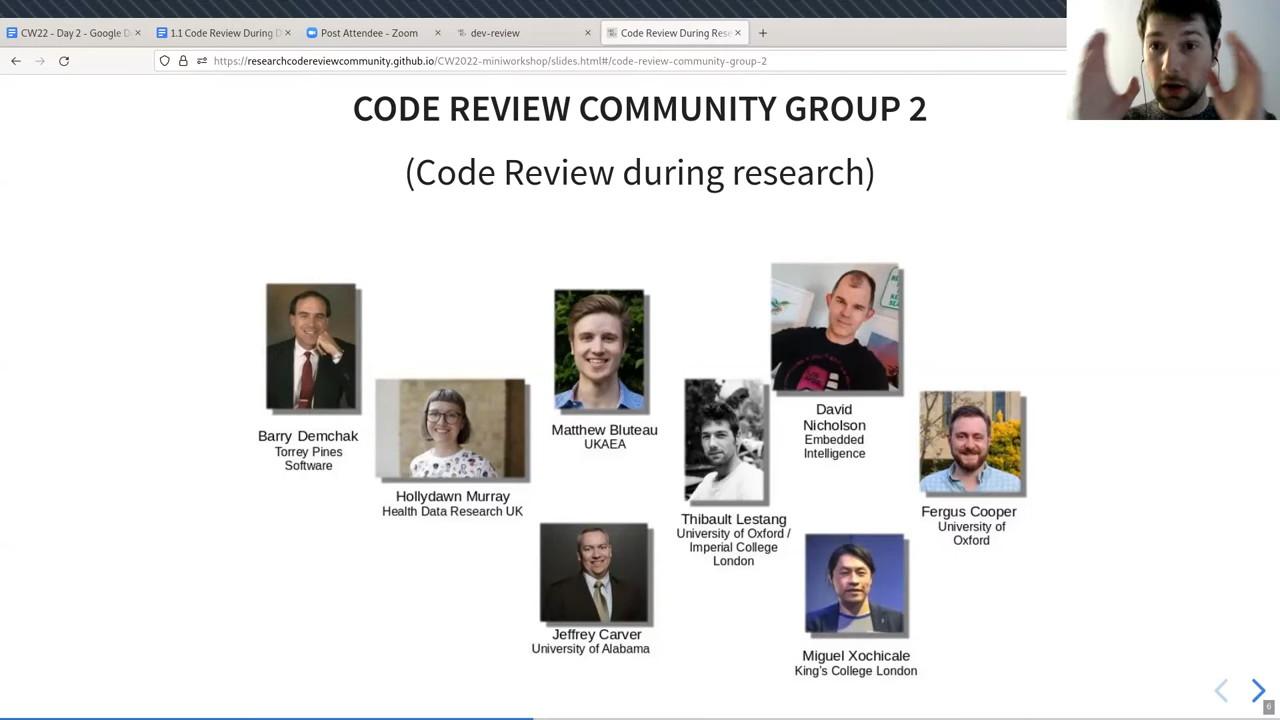 CW22 - Day 2 - Google D
1.1 Code Review During D
Post Attendee - Zoom
dev-review
Code Review During Rese
https://researchcodereviewcommunity.github.io/CW2022-miniworkshop/slides.html#/code-review-community-group-2
CODE REVIEW COMMUNITY GROUP 2
(Code Review during research)
Barry Demchak
Torrey Pines
Software
Hollydawn Murray
Health Data Research UK
Matthew Bluteau
UKAEA
Jeffrey Carver
University of Alabama
Thibault Lestang
University of Oxford /
Imperial College
London
David
Nicholson
Embedded
Intelligence
Miguel Xochicale
King's College London
Fergus Cooper
University of
Oxford
6